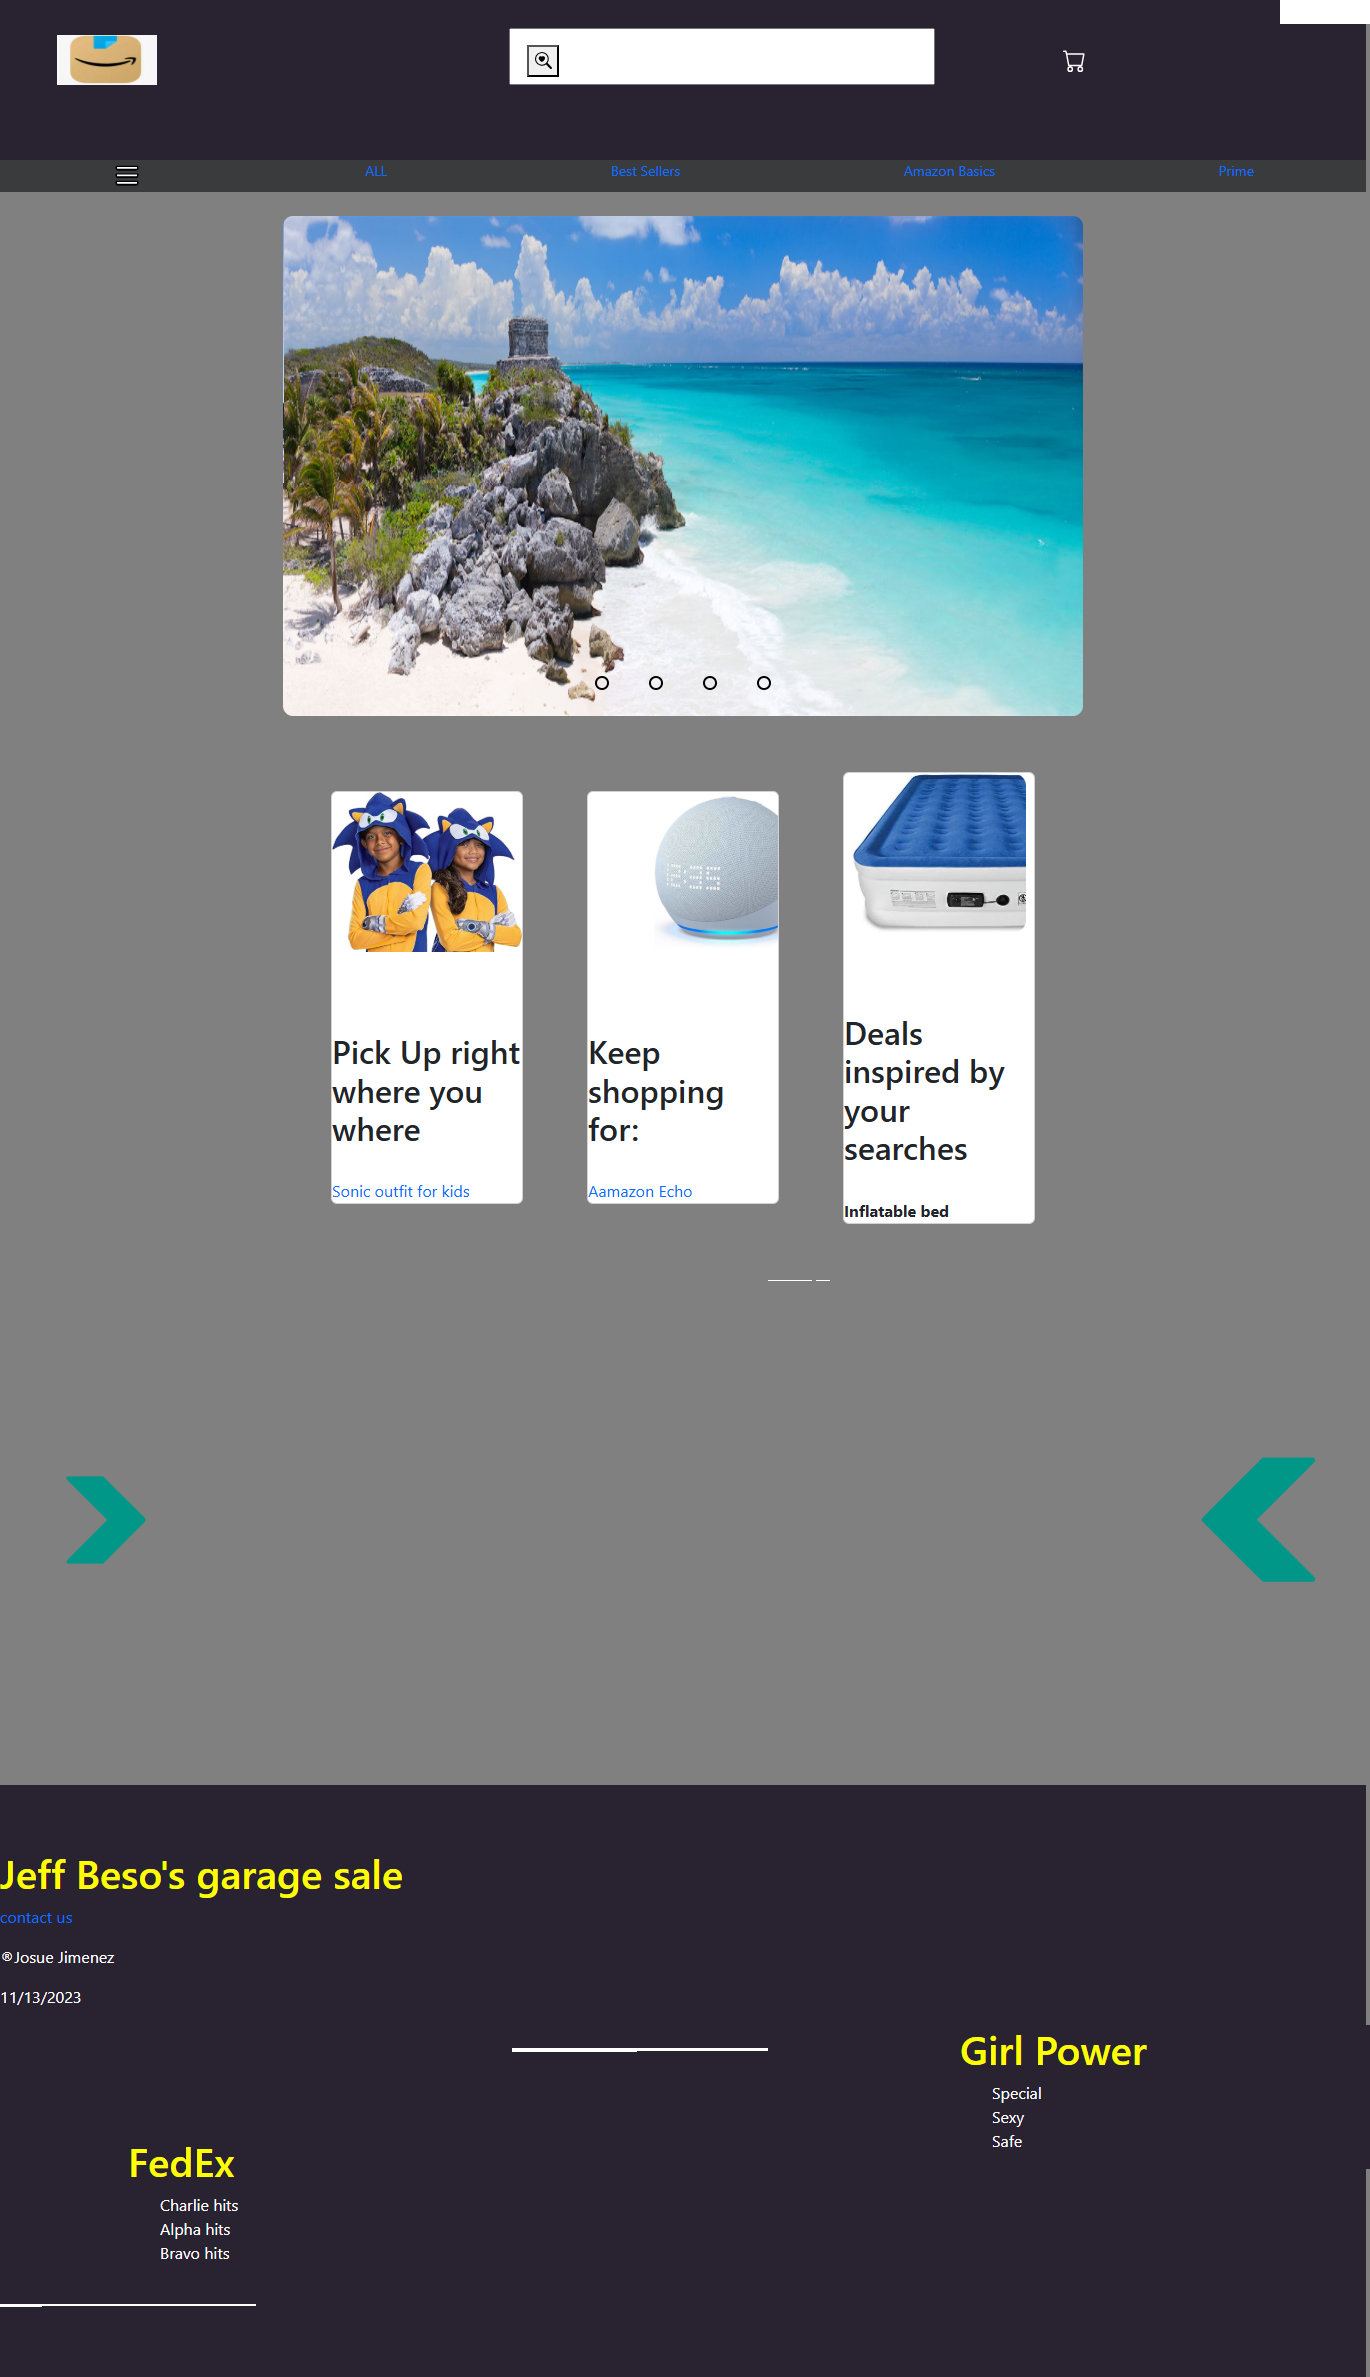 ALL
Best Sellers
Amazon Basics
Prime
Pick Up right
where you
where
Sonic outfit for kids
Keep
shopping
for:
Aamazon Echo
Deals
inspired by
your
searches
Inflatable bed
Jeff Beso's garage sale
contact us
®Josue Jimenez
11/13/2023
Girl Power
Special
Sexy
Safe
FedEx
Charlie hits
Alpha hits
Bravo hits